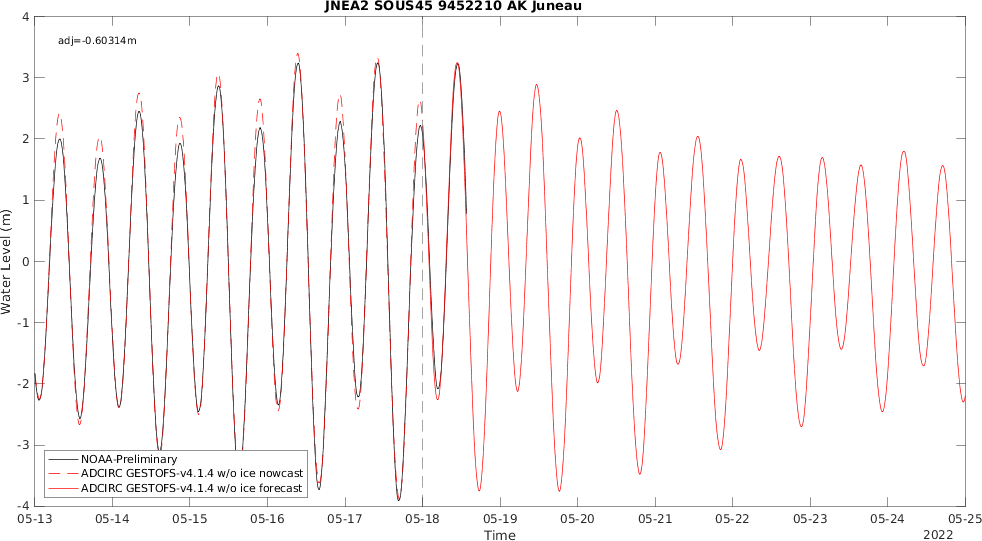 JNEA2 SOUS45 9452210 AK Juneau
adj=-0.60314m
4
3
2
1
0
-1
-2
-3
-4
Water Level (m)
NOAA-Preliminary
ADCIRC GESTOFS-v4.1.4 w/o ice nowcast
ADCIRC GESTOFS-v4.1.4 w/o ice forecast
05-13 05-14 05-15 05-16 05-17 05-18 05-19 05-20 05-21 05-22 05-23 05-24 05-25
Time
2022